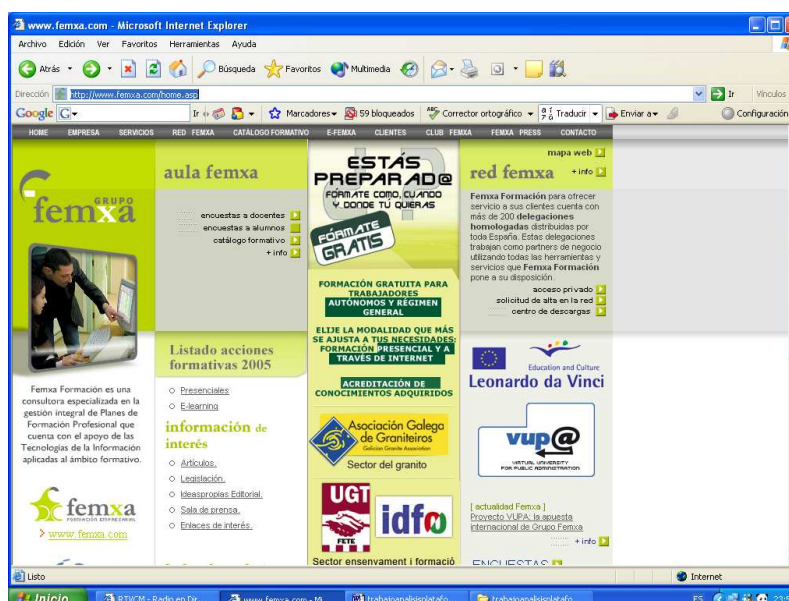 www.femxa.com - Microsoft Internet Explorer
Archivo Edición Ver Favoritos Herramientas Ayuda
Atrás Búsqueda Favoritos Multimedia
Dirección http://www.femxa.com/home.asp Ir Vínculos
Google G Ir Marcadores 59 bloqueados Corrector ortográfico Traducir Enviar a Configuración
HOME EMPRESA SERVICIOS RED FEMXA CATÁLOGO FORMATIVO E-FEMXA CLIENTES CLUB FEMXA FEMXA PRESS CONTACTO
GRUPO
femxa
Femxa Formación es una
consultora especializada en la
gestión integral de Planes de
Formación Profesional que
cuenta con el apoyo de las
Tecnologías de la Información
aplicadas al ámbito formativo.
femxa
FORMACIÓN EMPRESARIAL
> www.femxa.com
aula femxa
encuestas a docentes
encuestas a alumnos
catálogo formativo
+ info
Listado acciones
formativas 2005
Presenciales
E-learning
información de
interés
Artículos.
Legislación.
Ideaspropias Editorial.
Sala de prensa.
Enlaces de interés.
ESTÁS
PREPARAD@
FÓRMATE COMO, CUANDO
Y DONDE TÚ QUIERAS
FÓRMATE
GRATIS
FORMACIÓN GRATUITA PARA
TRABAJADORES
AUTÓNOMOS Y RÉGIMEN
GENERAL
ELIJE LA MODALIDAD QUE MÁS
SE AJUSTA A TUS NECESIDADES:
FORMACIÓN PRESENCIAL Y A
TRAVÉS DE INTERNET
ACREDITACIÓN DE
CONOCIMIENTOS ADQUIRIDOS
Asociación Galega
de Graniteiros
Galician Granite Association
Sector del granito
UGT
FETE
idfo
Sector ensenyament i formació
mapa web
red femxa + info
Femxa Formación para ofrecer
servicio a sus clientes cuenta con
más de 200 delegaciones
homologadas distribuidas por
toda España. Estas delegaciones
trabajan como partners de negocio
utilizando todas las herramientas y
servicios que Femxa Formación
pone a su disposición.
acceso privado
solicitud de alta en la red
centro de descargas
Education and Culture
Leonardo da Vinci
vup@
VIRTUAL UNIVERSITY
FOR PUBLIC ADMINISTRATION
[ actualidad Femxa ]
Proyecto VUPA: la apuesta
internacional de Grupo Femxa
+ info
ENCUESTAS
Listo Internet
Inicio RTVCM - Radio en Dir... www.femxa.com - Mi... trabajoanalisisplatafo... trabajoanalisisplatafo... ES